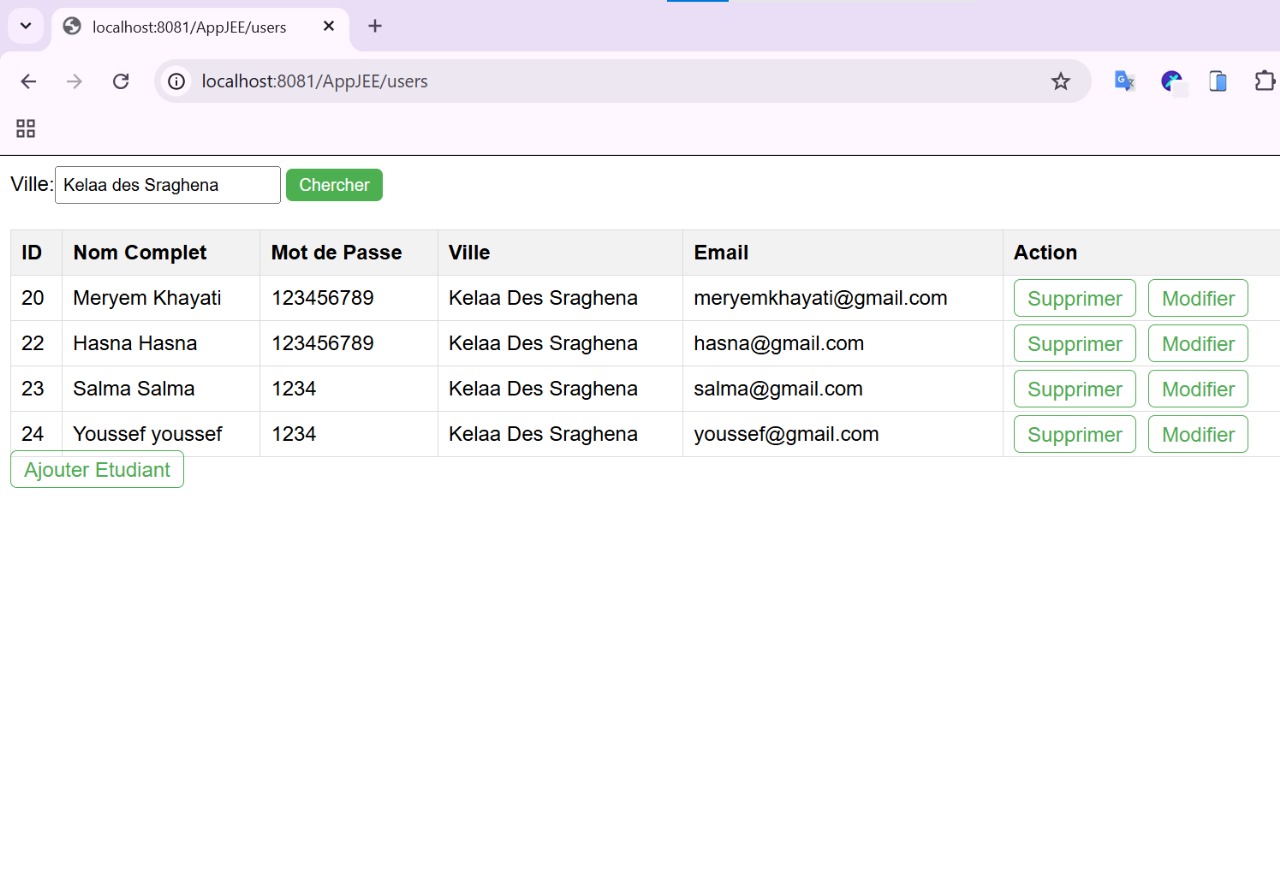 localhost:8081/AppJEE/users
localhost:8081/AppJEE/users
Ville: Kelaa des Sraghena Chercher
ID Nom Complet Mot de Passe Ville Email Action
20 Meryem Khayati 123456789 Kelaa Des Sraghena meryemkhayati@gmail.com Supprimer Modifier
22 Hasna Hasna 123456789 Kelaa Des Sraghena hasna@gmail.com Supprimer Modifier
23 Salma Salma 1234 Kelaa Des Sraghena salma@gmail.com Supprimer Modifier
24 Youssef youssef 1234 Kelaa Des Sraghena youssef@gmail.com Supprimer Modifier
Ajouter Etudiant